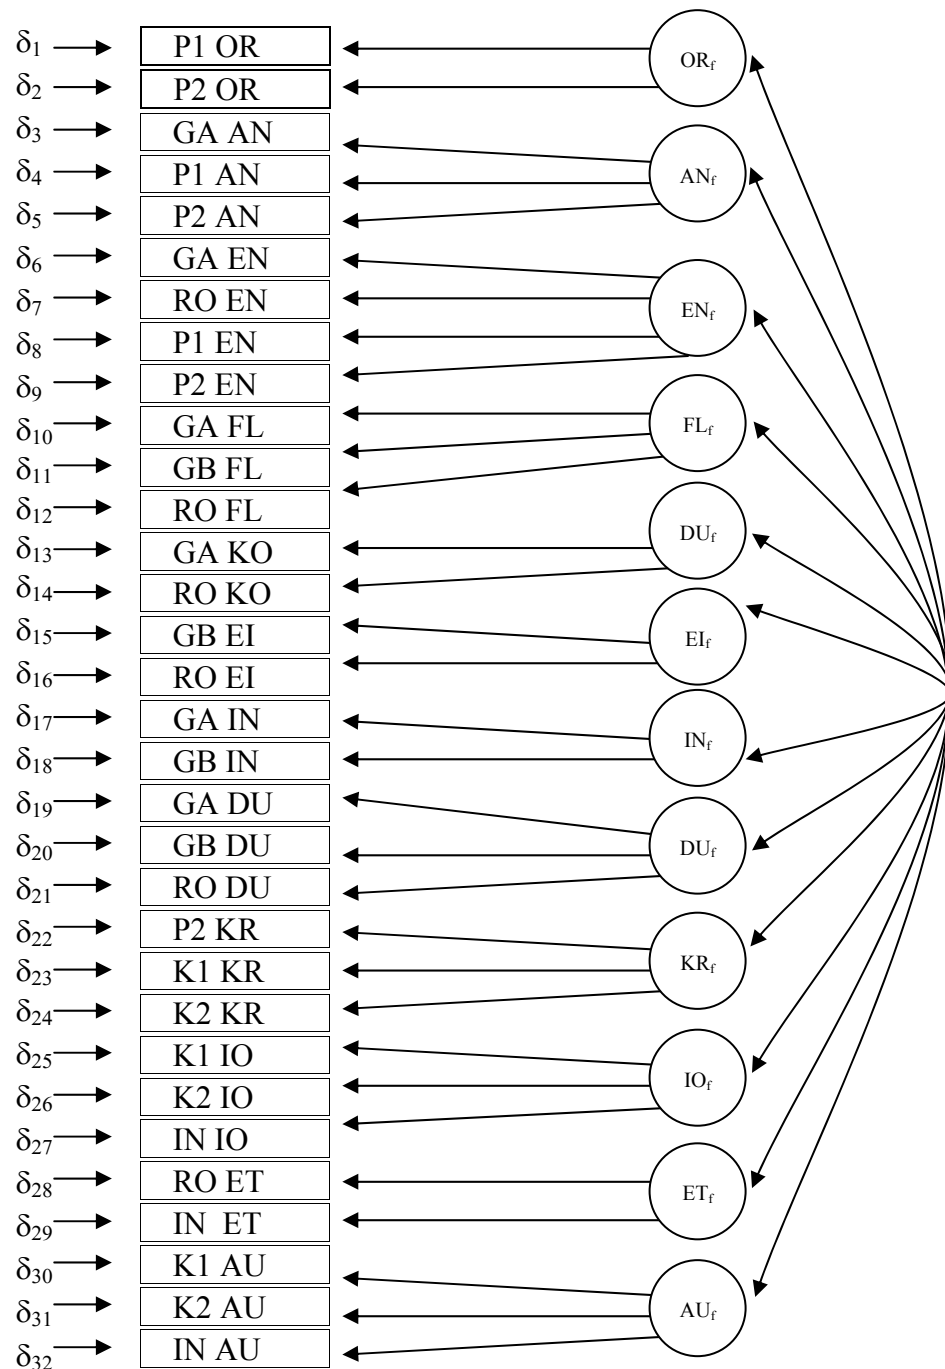 δ1 P1 OR ORf
δ2 P2 OR
δ3 GA AN
δ4 P1 AN ANf
δ5 P2 AN
δ6 GA EN
δ7 RO EN ENf
δ8 P1 EN
δ9 P2 EN
δ10 GA FL FLf
δ11 GB FL
δ12 RO FL
δ13 GA KO DUf
δ14 RO KO
δ15 GB EI EIf
δ16 RO EI
δ17 GA IN INf
δ18 GB IN
δ19 GA DU
δ20 GB DU DUf
δ21 RO DU
δ22 P2 KR
δ23 K1 KR KRf
δ24 K2 KR
δ25 K1 IO
δ26 K2 IO IOf
δ27 IN IO
δ28 RO ET ETf
δ29 IN ET
δ30 K1 AU
δ31 K2 AU AUf
δ32 IN AU